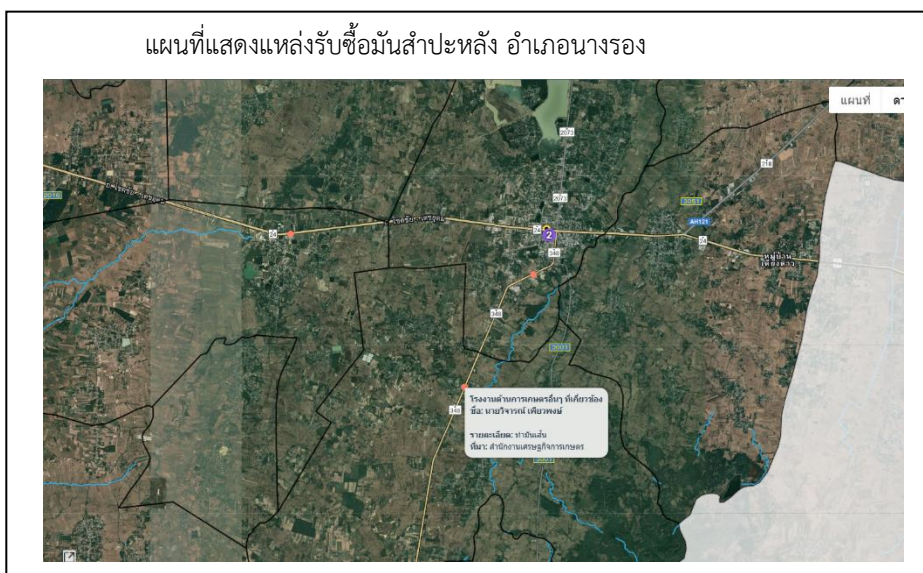 แผนที่แสดงแหล่งรับซื้อมันสำปะหลัง อำเภอนางรอง
แผนที่
2073
218
2073
3051
AH121
24
24
2
348
24
348
348
โรงงานด้านการเกษตรอื่นๆ ที่เกี่ยวข้อง
ชื่อ: นายวิจารณ์ เพียวพงษ์
รายละเอียด: ทำมันเส้น
ที่มา: สำนักงานเศรษฐกิจการเกษตร